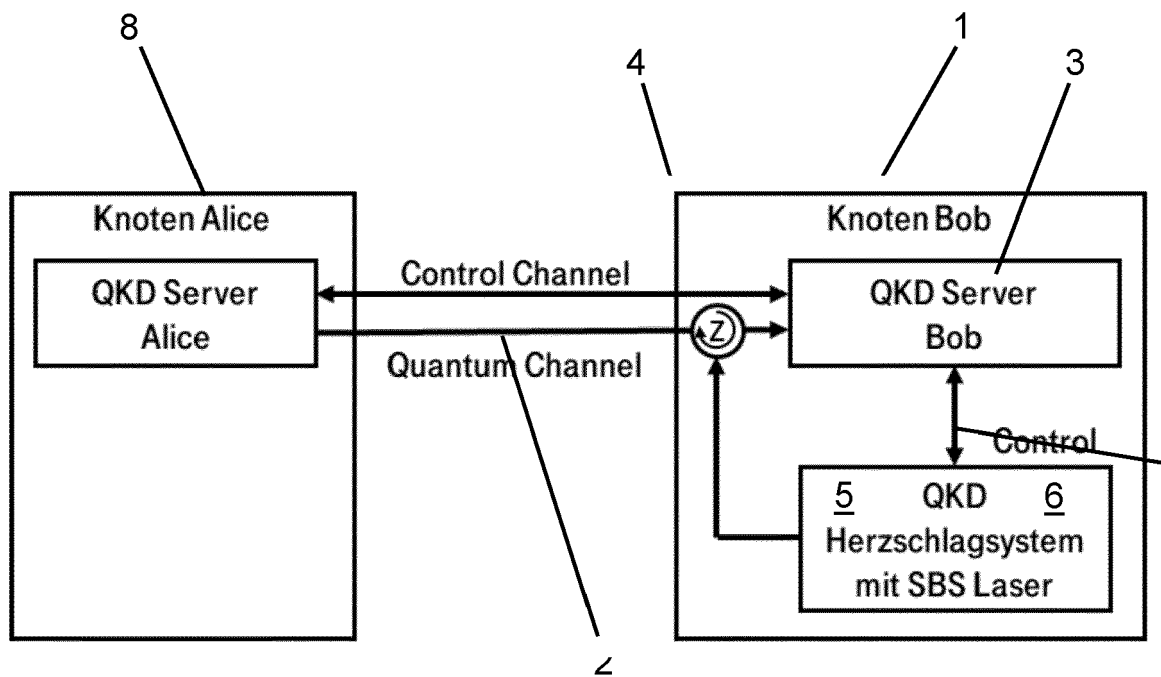 8
1
4
3
Knoten Alice
Knoten Bob
QKD Server
Alice
Control Channel
QKD Server
Bob
Z
Quantum Channel
Control
5 QKD 6
Herzschlagsystem
mit SBS Laser
2